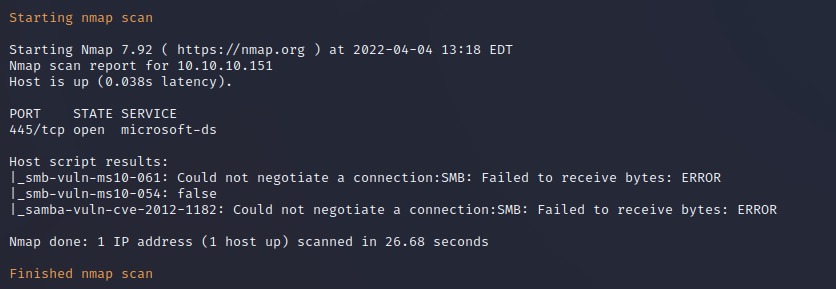 Starting nmap scan
Starting Nmap 7.92 ( https://nmap.org ) at 2022-04-04 13:18 EDT
Nmap scan report for 10.10.10.151
Host is up (0.038s latency).
PORT    STATE SERVICE
445/tcp open  microsoft-ds
Host script results:
|_smb-vuln-ms10-061: Could not negotiate a connection:SMB: Failed to receive bytes: ERROR
|_smb-vuln-ms10-054: false
|_samba-vuln-cve-2012-1182: Could not negotiate a connection:SMB: Failed to receive bytes: ERROR
Nmap done: 1 IP address (1 host up) scanned in 26.68 seconds
Finished nmap scan